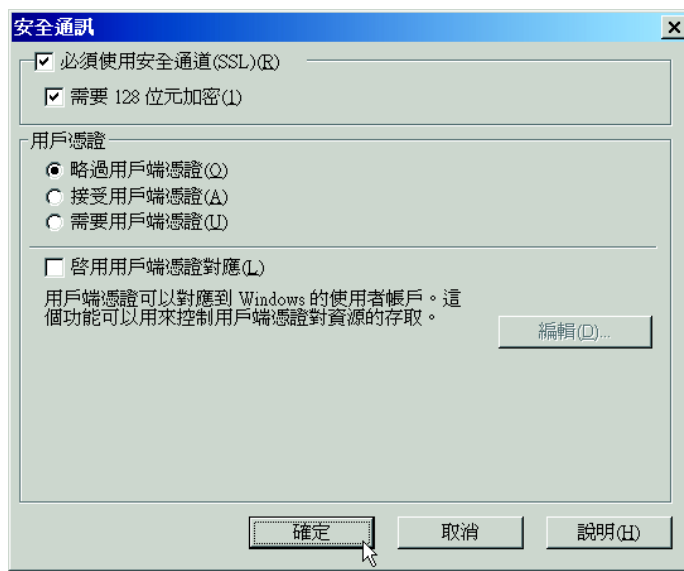 安全通訊
必須使用安全通道(SSL)(R)
需要 128 位元加密(1)
用戶憑證
略過用戶端憑證(O)
接受用戶端憑證(A)
需要用戶端憑證(U)
啓用用戶端憑證對應(L)
用戶端憑證可以對應到 Windows 的使用者帳戶。這
個功能可以用來控制用戶端憑證對資源的存取。
編輯(D)...
確定
取消
說明(H)